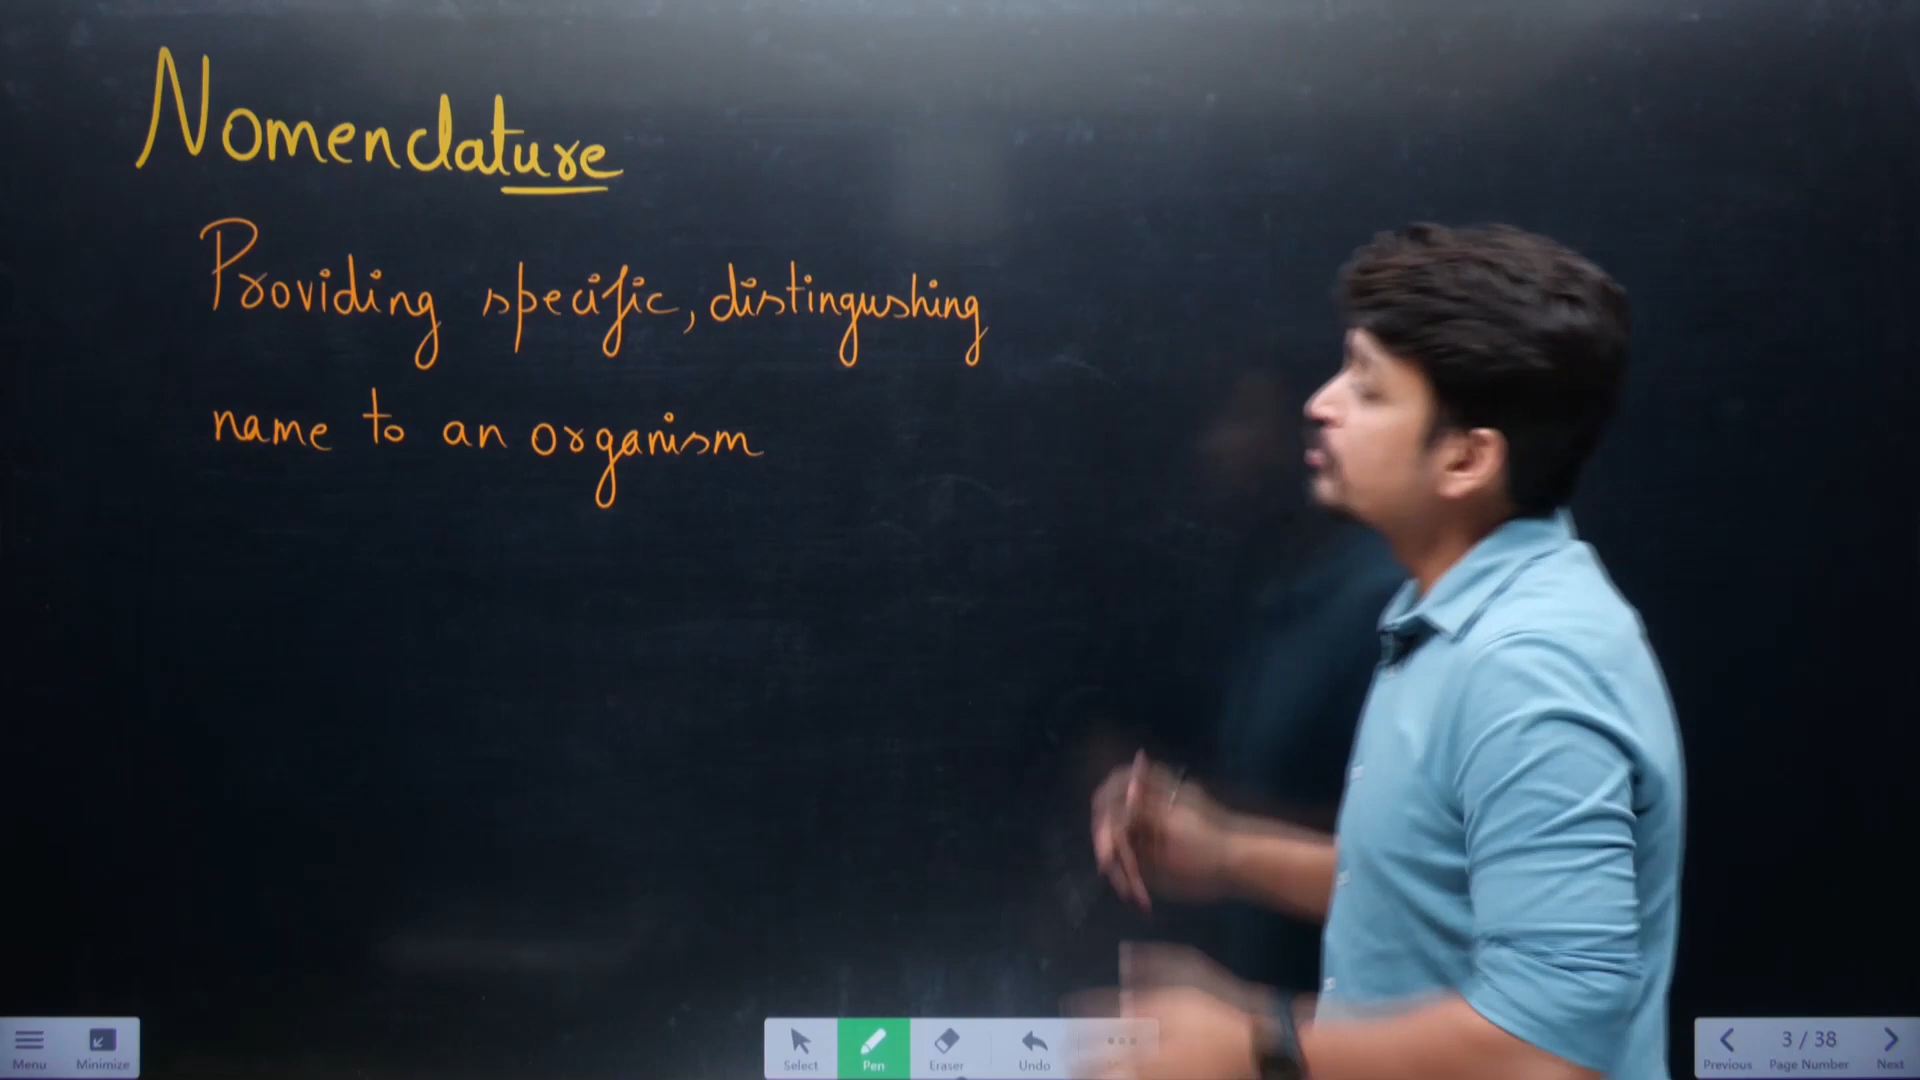 Nomenclature
Providing specific, distingushing
name to an organism
Menu
Minimize
Select
Pen
Eraser
Undo
Previous
3 / 38
Page Number
Next